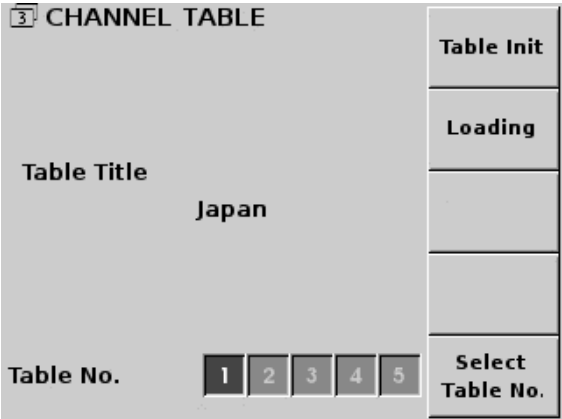 3 CHANNEL TABLE
Table Init
Loading
Table Title
Japan
Select
Table No.
Table No. 1 2 3 4 5